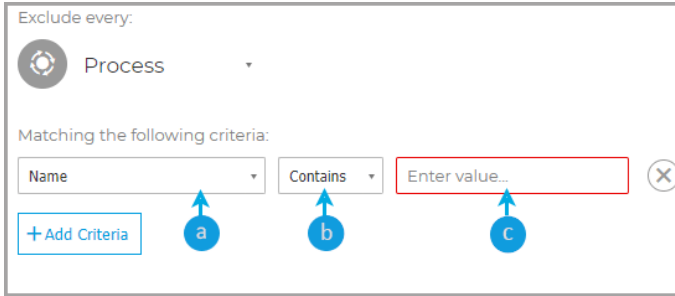 Exclude every:
Process
Matching the following criteria:
Name Contains Enter value...
+ Add Criteria
a b c